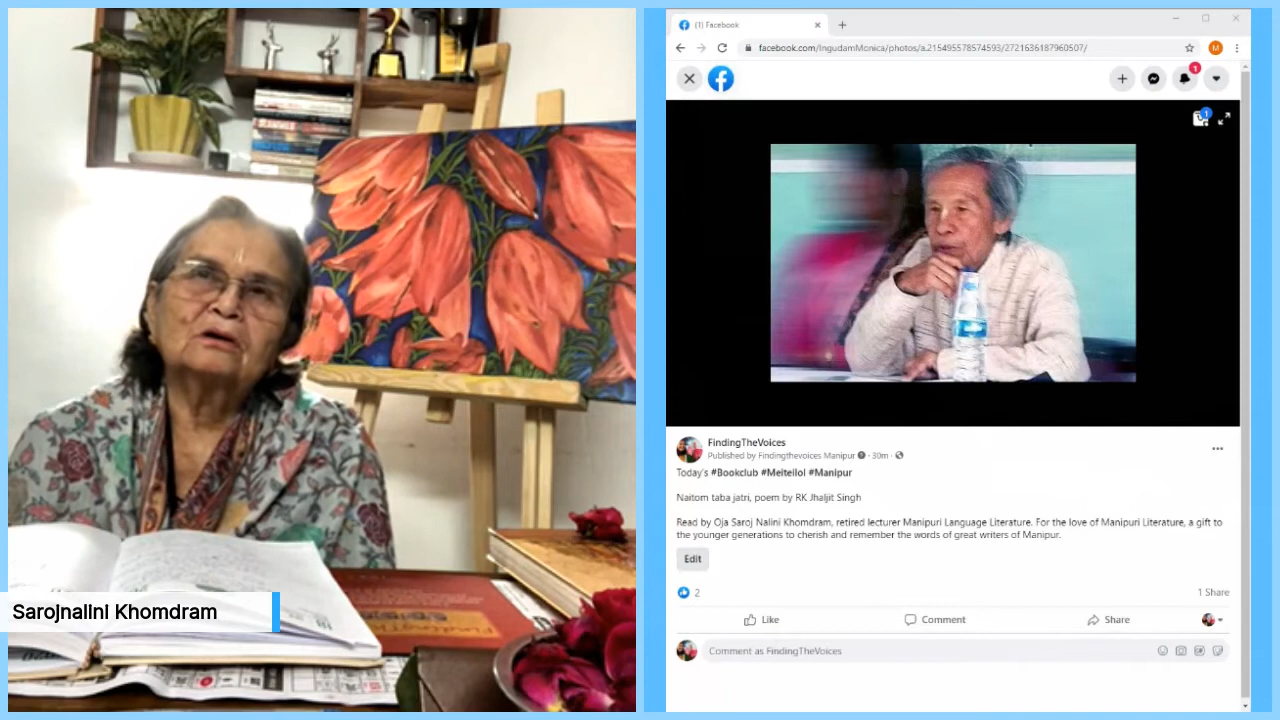 Sarojnalini Khomdram
(1) Facebook
facebook.com/IngudamMonica/photos/a.215495578574593/2721636187960507/
M
1
1
FindingTheVoices
Published by Findingthevoices Manipur · 30m ·
Today's #Bookclub #Meiteilol #Manipur
Naitom taba jatri, poem by RK Jhaljit Singh
Read by Oja Saroj Nalini Khomdram, retired lecturer Manipuri Language Literature. For the love of Manipuri Literature, a gift to
the younger generations to cherish and remember the words of great writers of Manipur.
Edit
2
1 Share
Like
Comment
Share
Comment as FindingTheVoices